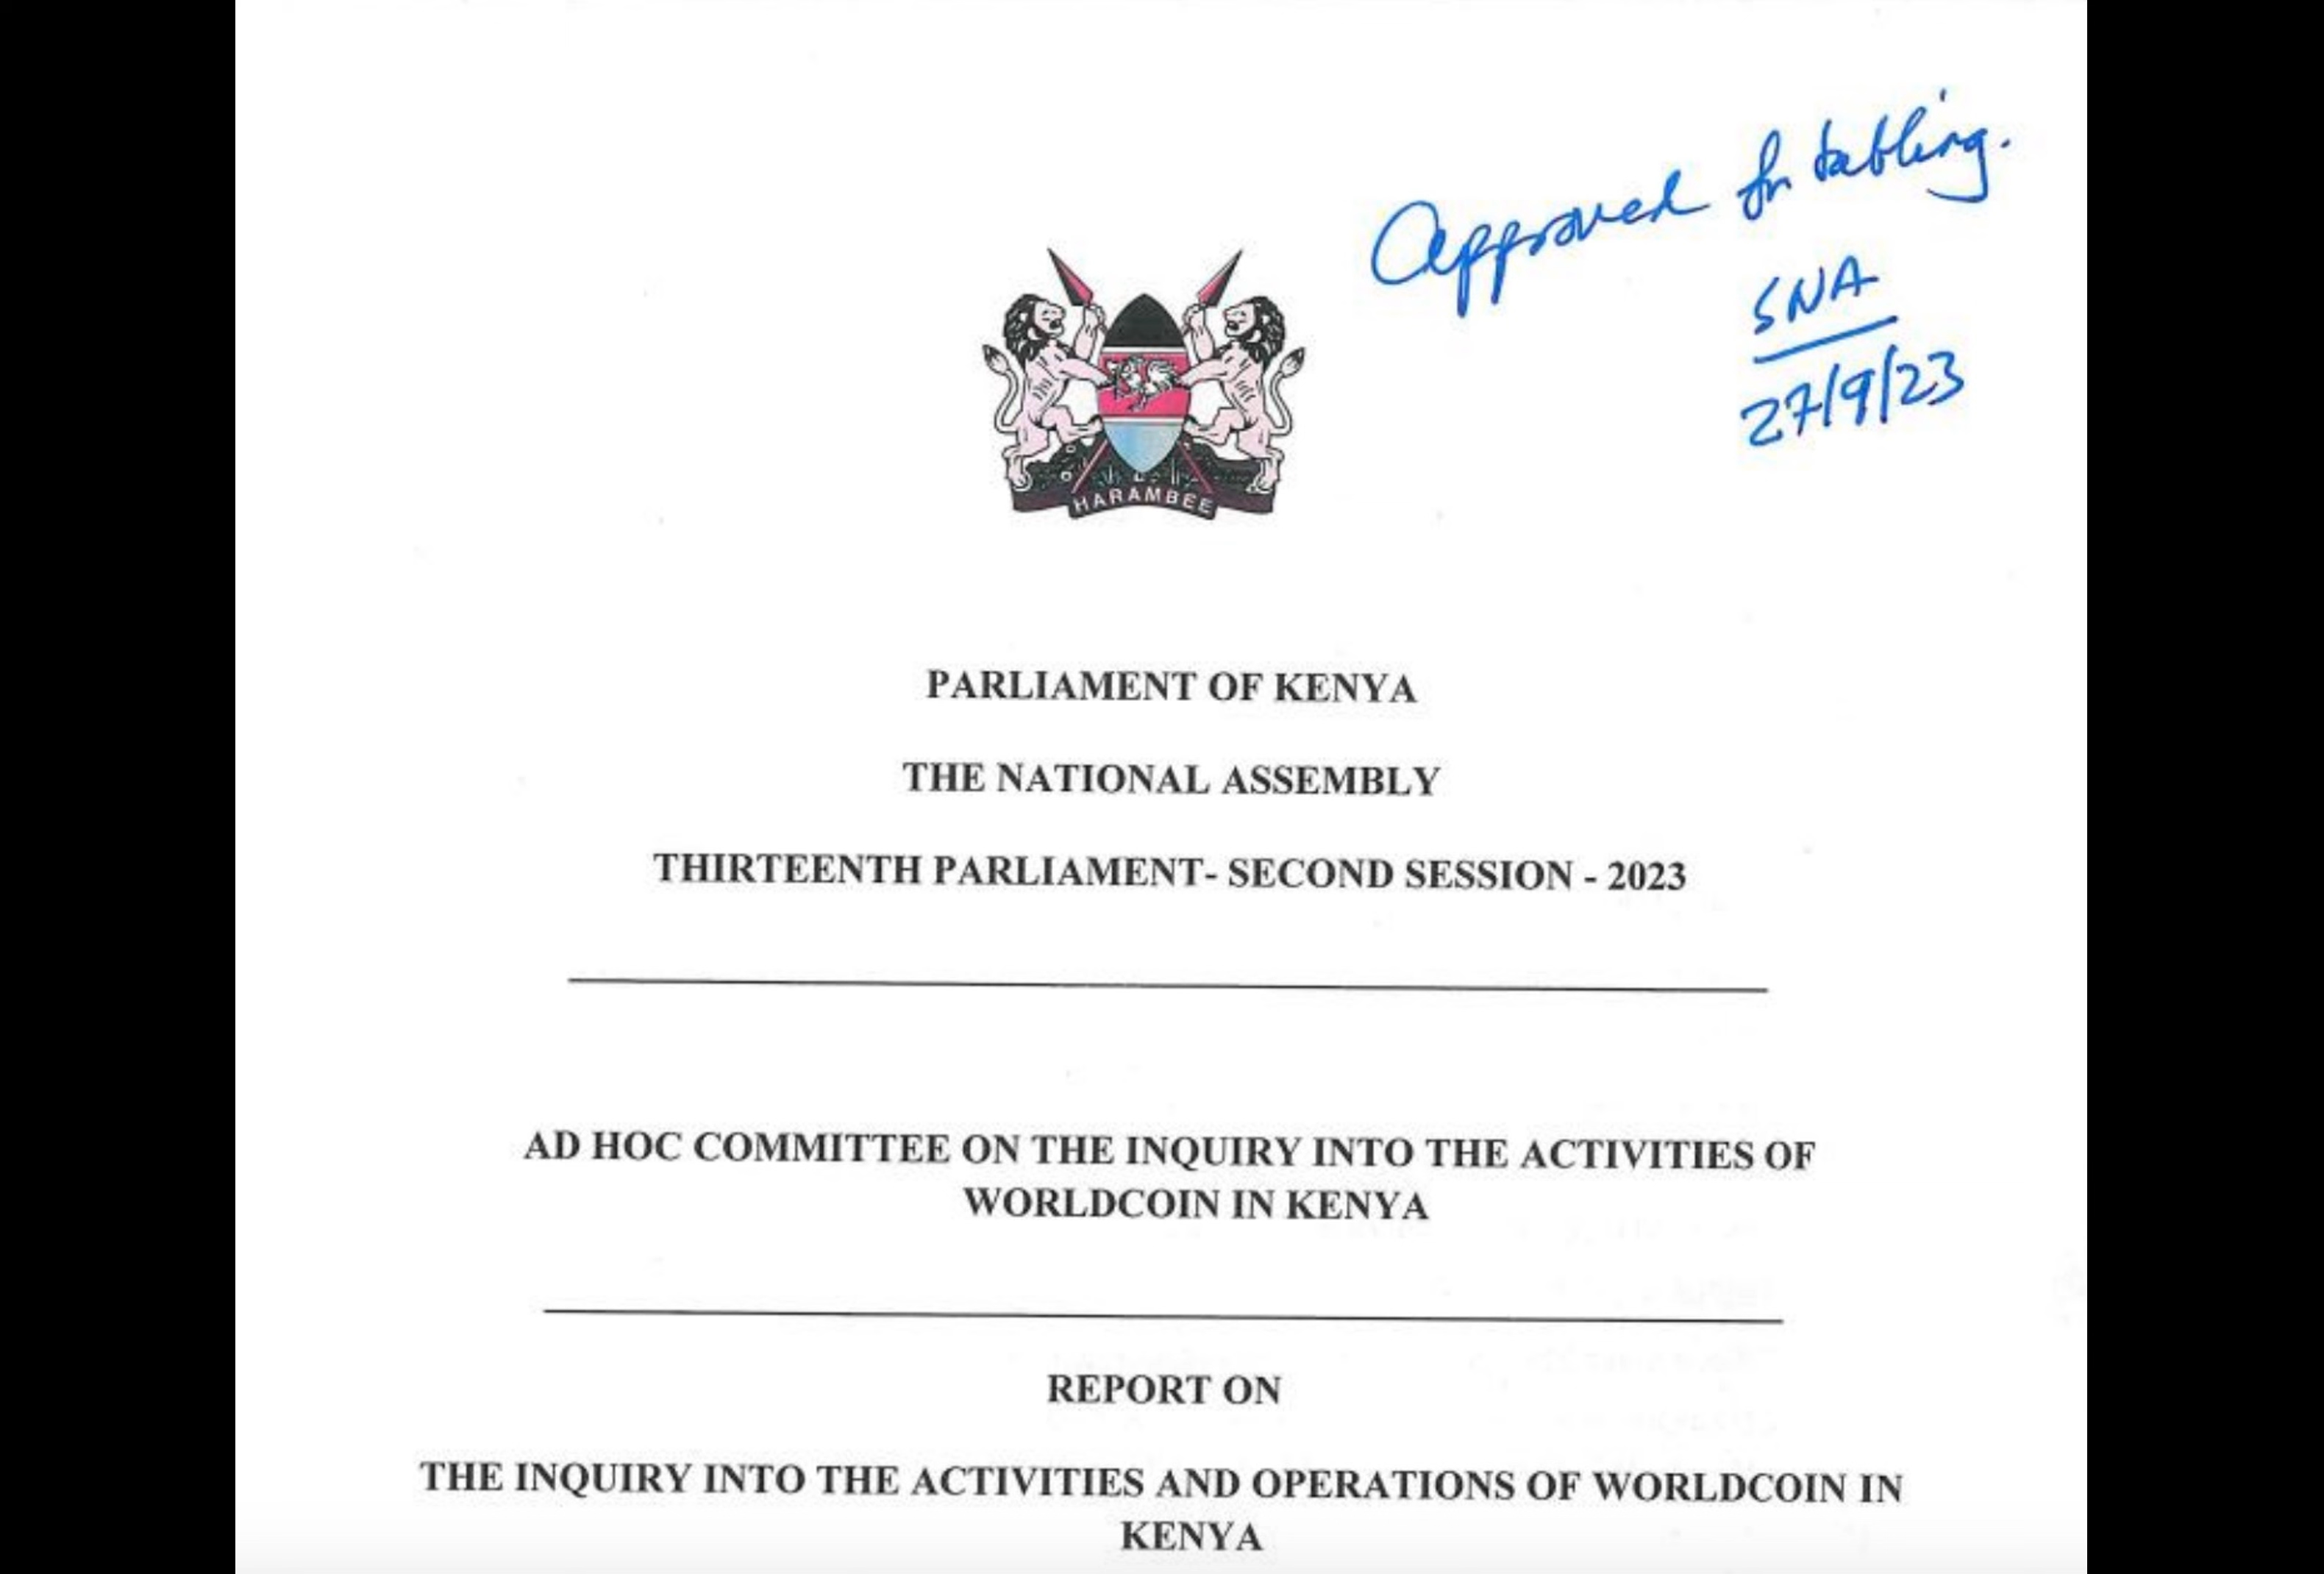 Approved for tabling.
SNA
27/9/23
HARAMBEE
PARLIAMENT OF KENYA
THE NATIONAL ASSEMBLY
THIRTEENTH PARLIAMENT- SECOND SESSION - 2023
AD HOC COMMITTEE ON THE INQUIRY INTO THE ACTIVITIES OF
WORLDCOIN IN KENYA
REPORT ON
THE INQUIRY INTO THE ACTIVITIES AND OPERATIONS OF WORLDCOIN IN
KENYA